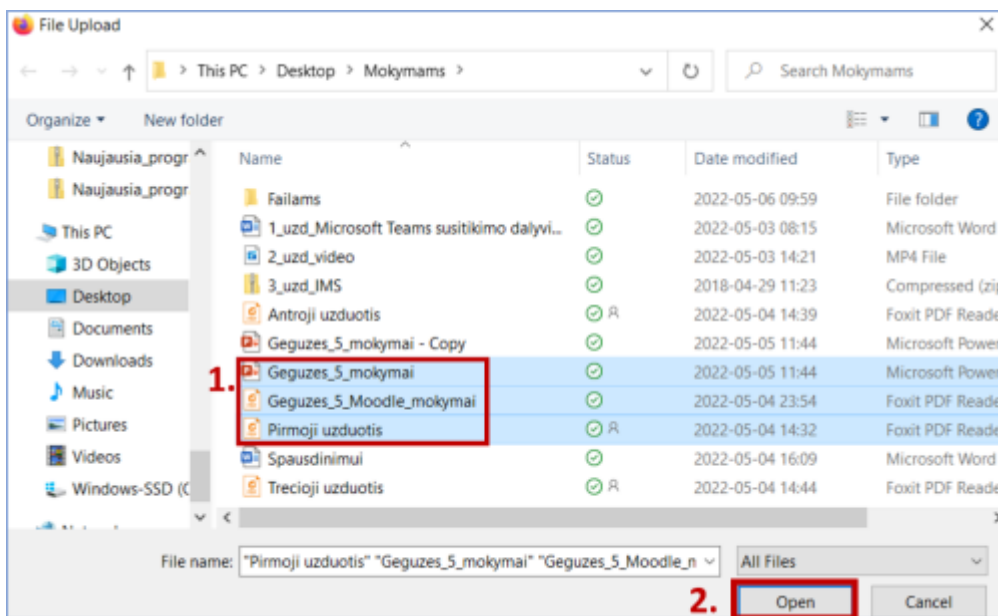 File Upload
This PC > Desktop > Mokymams >
Search Mokymams
Organize
New folder
Naujausia_progr
Naujausia_progr
This PC
3D Objects
Desktop
Documents
Downloads
Music
Pictures
Videos
Windows-SSD (C
Name Status Date modified Type
Failams 2022-05-06 09:59 File folder
1_uzd_Microsoft Teams susitikimo dalyvi... 2022-05-03 08:15 Microsoft Word
2_uzd_video 2022-05-03 14:21 MP4 File
3_uzd_IMS 2018-04-29 11:23 Compressed (zip
Antroji uzduotis 2022-05-04 14:39 Foxit PDF Reade
Geguzes_5_mokymai - Copy 2022-05-05 11:44 Microsoft Power
1.
Geguzes_5_mokymai 2022-05-05 11:44 Microsoft Power
Geguzes_5_Moodle_mokymai 2022-05-04 23:54 Foxit PDF Reade
Pirmoji uzduotis 2022-05-04 14:32 Foxit PDF Reade
Spausdinimui 2022-05-04 16:09 Microsoft Word
Trecioji uzduotis 2022-05-04 14:44 Foxit PDF Reade
File name: "Pirmoji uzduotis" "Geguzes_5_mokymai" "Geguzes_5_Moodle_n
All Files
2.
Open
Cancel